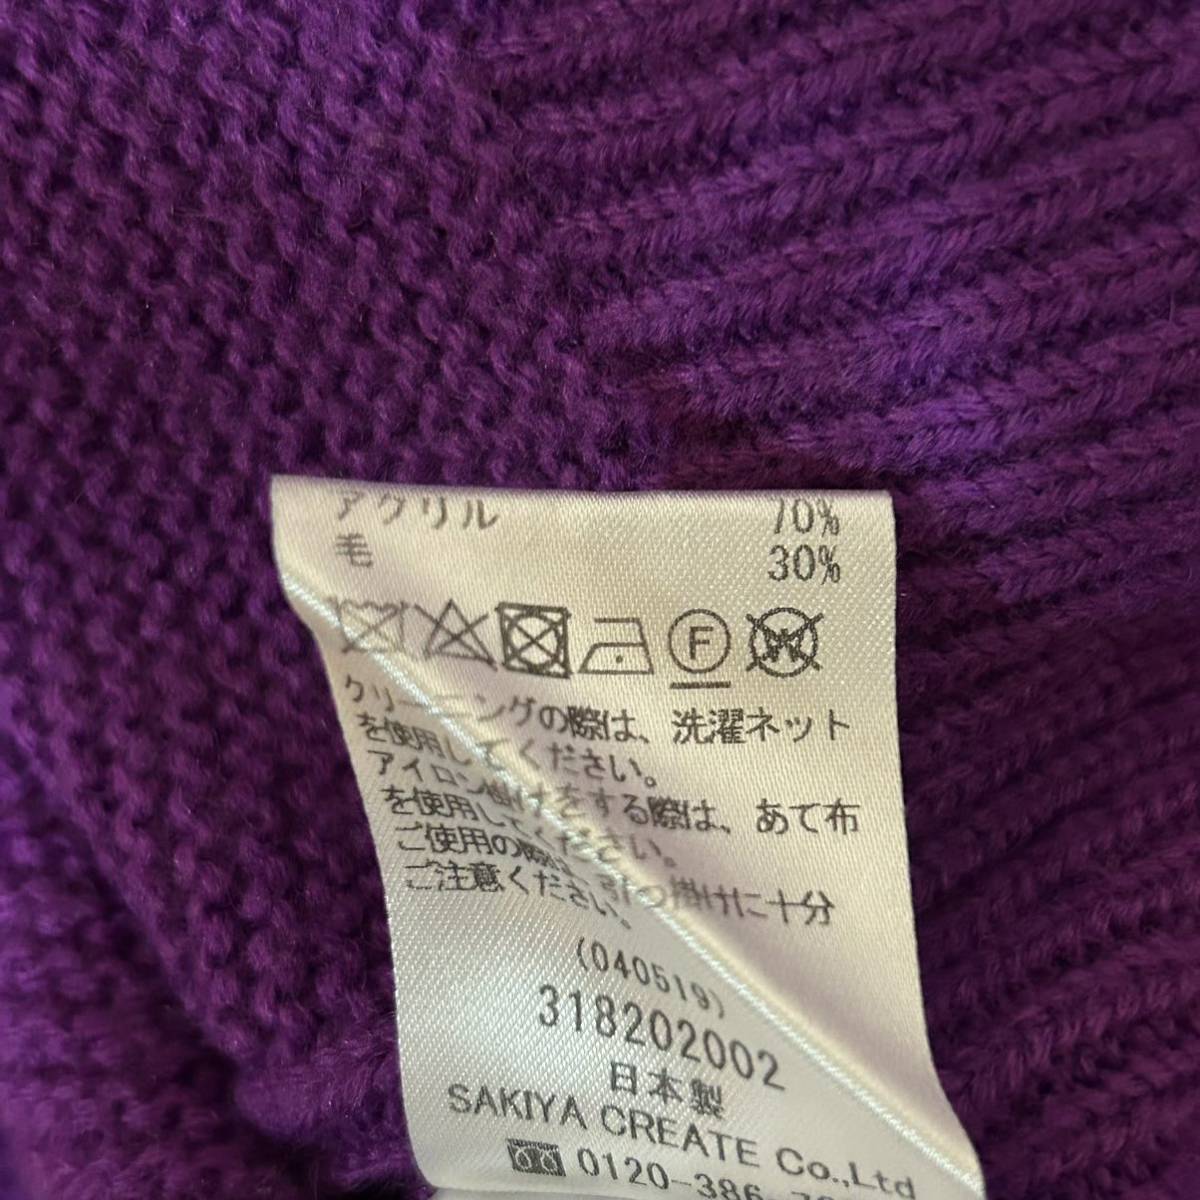 アクリル 70%
毛 30%
F W
クリーニングの際は、洗濯ネット
を使用してください。
アイロン掛けをする際は、あて布
を使用してください。
ご使用の際は、引っ掛けに十分
ご注意ください。
(040519)
318202002
日本製
SAKIYA CREATE Co.,Ltd
0120-386-